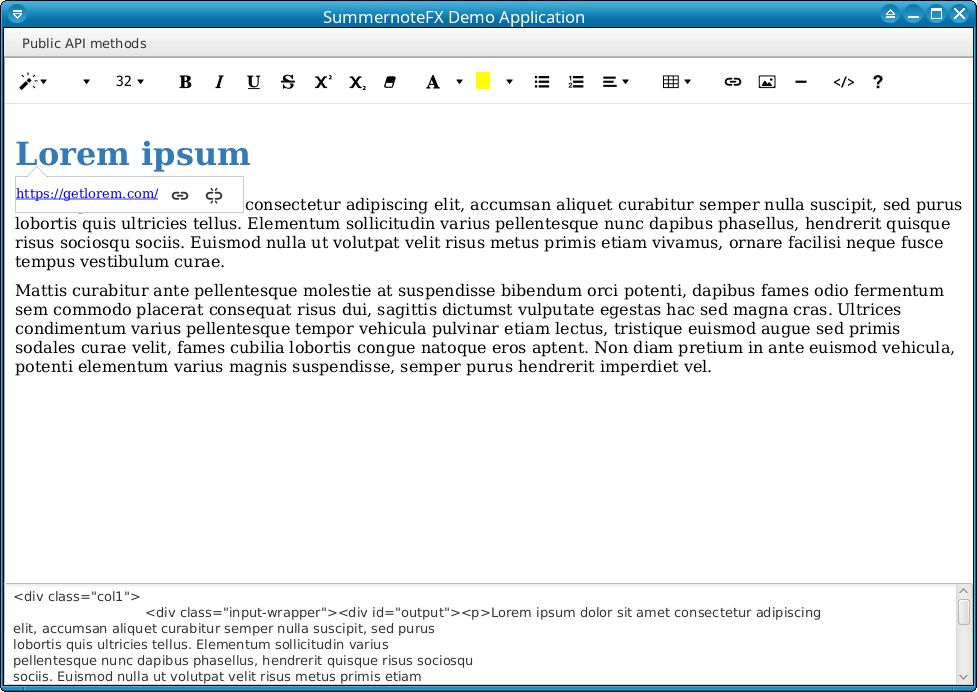 SummernoteFX Demo Application
Public API methods
32 B I U S X² X₂ A </> ?
Lorem ipsum
https://getlorem.com/
consectetur adipiscing elit, accumsan aliquet curabitur semper nulla suscipit, sed purus
lobortis quis ultricies tellus. Elementum sollicitudin varius pellentesque nunc dapibus phasellus, hendrerit quisque
risus sociosqu sociis. Euismod nulla ut volutpat velit risus metus primis etiam vivamus, ornare facilisi neque fusce
tempus vestibulum curae.
Mattis curabitur ante pellentesque molestie at suspendisse bibendum orci potenti, dapibus fames odio fermentum
sem commodo placerat consequat risus dui, sagittis dictumst vulputate egestas hac sed magna cras. Ultrices
condimentum varius pellentesque tempor vehicula pulvinar etiam lectus, tristique euismod augue sed primis
sodales curae velit, fames cubilia lobortis congue natoque eros aptent. Non diam pretium in ante euismod vehicula,
potenti elementum varius magnis suspendisse, semper purus hendrerit imperdiet vel.
<div class="col1">
<div class="input-wrapper"><div id="output"><p>Lorem ipsum dolor sit amet consectetur adipiscing
elit, accumsan aliquet curabitur semper nulla suscipit, sed purus
lobortis quis ultricies tellus. Elementum sollicitudin varius
pellentesque nunc dapibus phasellus, hendrerit quisque risus sociosqu
sociis. Euismod nulla ut volutpat velit risus metus primis etiam